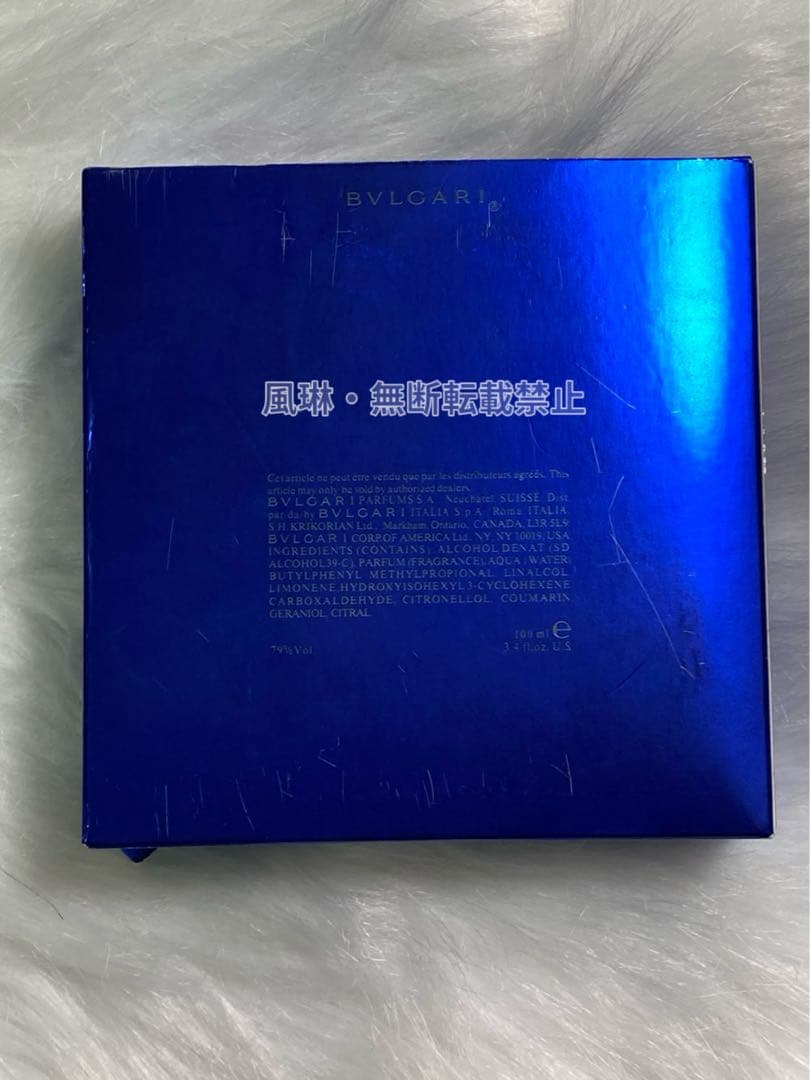 BVLGARI®
風琳・無断転載禁止
Cet article ne peut être vendu que par les distributeurs agréés. This
article may only be sold by authorized dealers.
BVLGARI PARFUMS S.A. Neuchâtel SUISSE Dist.
par/da/by BVLGARI ITALIA S.p.A. Roma ITALIA.
S.H. KRIKORIAN Ltd., Markham, Ontario, CANADA, L3R 5L9.
BVLGARI CORP. OF AMERICA Ltd., NY, NY 10019, USA
INGREDIENTS (CONTAINS): ALCOHOL DENAT (SD
ALCOHOL 39-C), PARFUM (FRAGRANCE), AQUA (WATER)
BUTYLPHENYL METHYLPROPIONAL, LINALOOL,
LIMONENE, HYDROXYISOHEXYL 3-CYCLOHEXENE
CARBOXALDEHYDE, CITRONELLOL, COUMARIN
GERANIOL, CITRAL.
100 ml e
79% Vol 3.4 fl.oz. U.S.